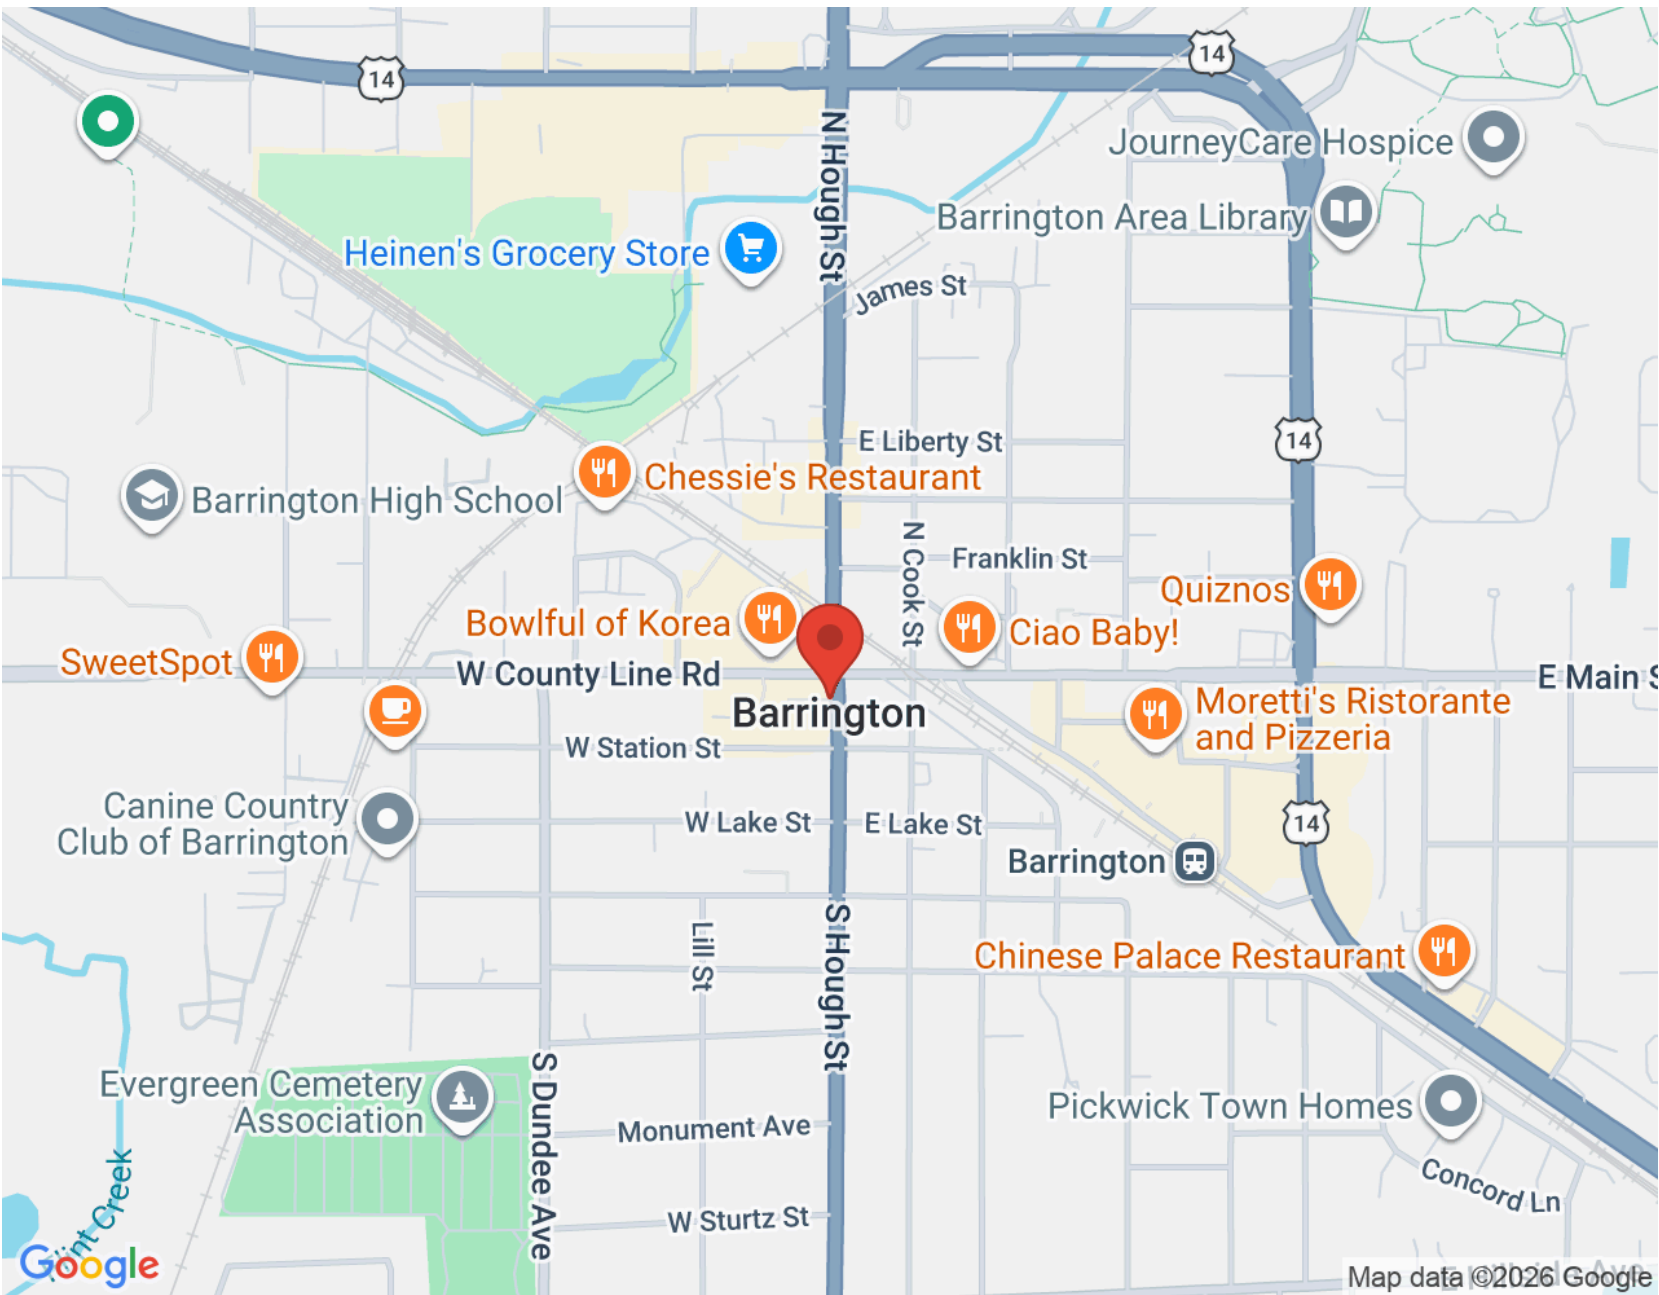 14
14
N Hough St
JourneyCare Hospice
Barrington Area Library
Heinen's Grocery Store
James St
14
E Liberty St
Chessie's Restaurant
Barrington High School
N Cook St
Franklin St
Quiznos
Bowlful of Korea
Ciao Baby!
SweetSpot
W County Line Rd
E Main S
Barrington
Moretti's Ristorante
and Pizzeria
W Station St
Canine Country
Club of Barrington
W Lake St
E Lake St
14
Barrington
S Hough St
Lill St
Chinese Palace Restaurant
S Dundee Ave
Evergreen Cemetery
Association
Pickwick Town Homes
Monument Ave
Concord Ln
Flint Creek
W Sturtz St
Google
E Hillside Ave
Map data ©2026 Google